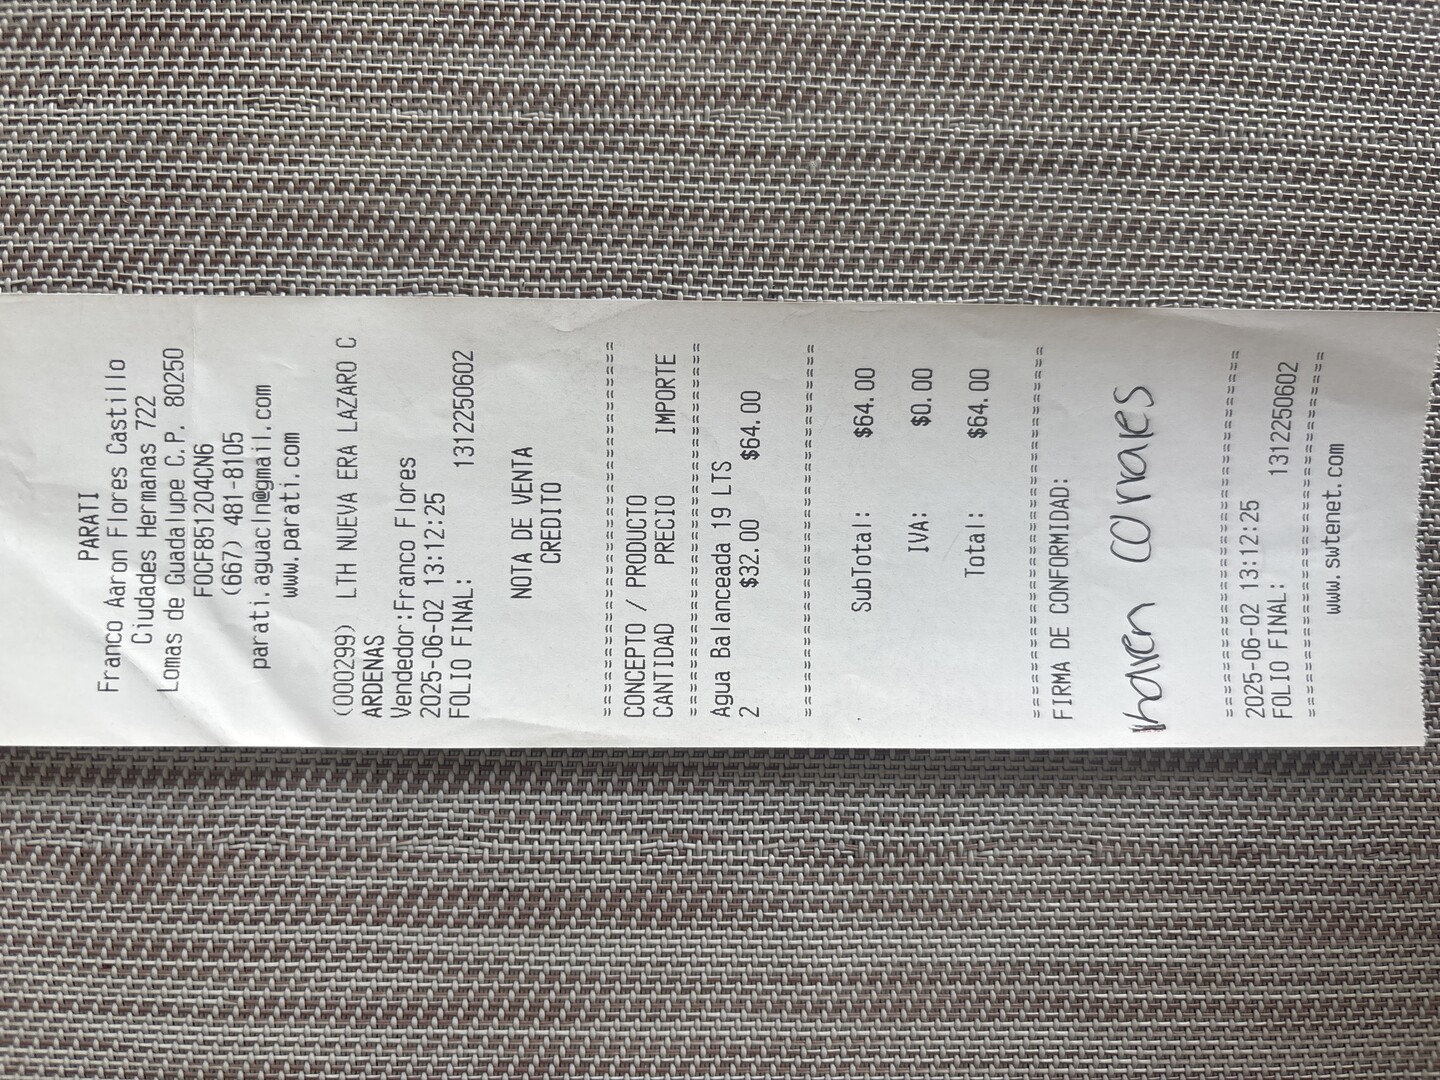 PARATI
Franco Aaron Flores Castillo
Ciudades Hermanas 722
Lomas de Guadalupe C.P. 80250
FOCF851204CN6
(667) 481-8105
parati.aguacln@gmail.com
www.parati.com
(000299) LTH NUEVA ERA LAZARO C
ARDENAS
Vendedor:Franco Flores
2025-06-02 13:12:25
FOLIO FINAL: 1312250602
NOTA DE VENTA
CREDITO
===============================
CONCEPTO / PRODUCTO
CANTIDAD PRECIO IMPORTE
===============================
Agua Balanceada 19 LTS
2 $32.00 $64.00
===============================
SubTotal: $64.00
IVA: $0.00
Total: $64.00
===============================
FIRMA DE CONFORMIDAD:
Karen Corrales
===============================
2025-06-02 13:12:25
FOLIO FINAL: 1312250602
===============================
www.swtenet.com